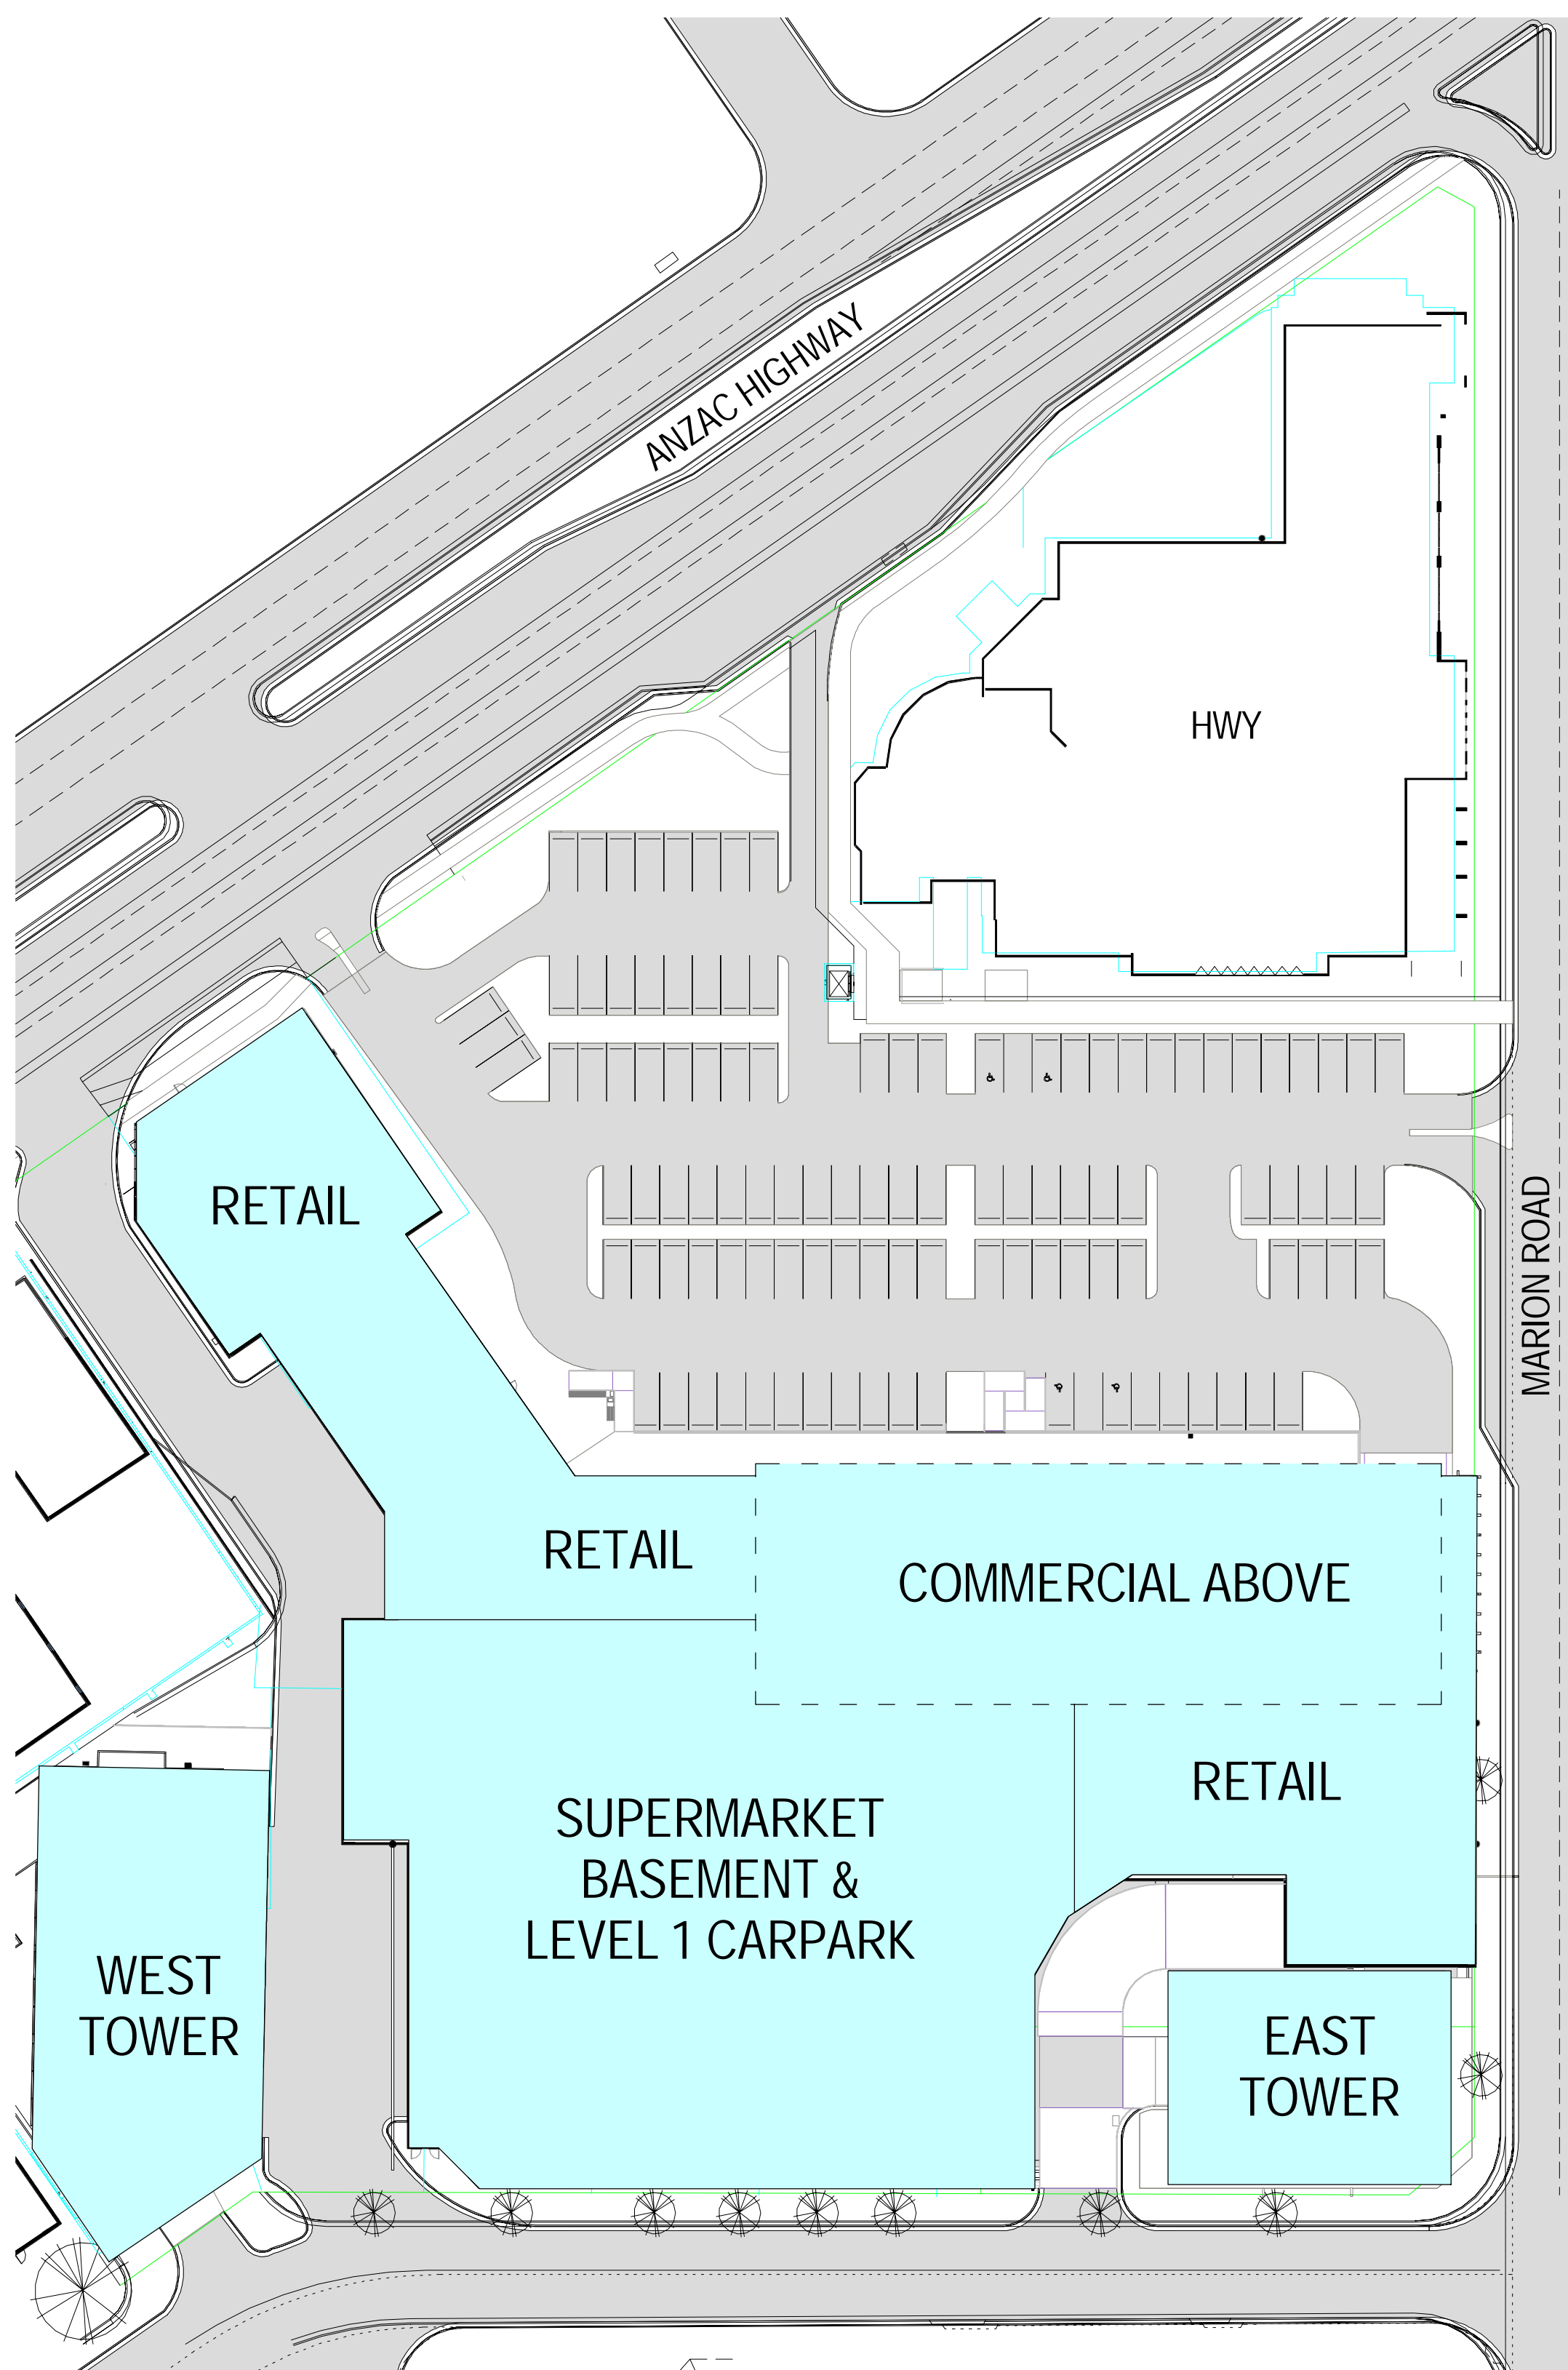 ANZAC HIGHWAY
HWY
RETAIL
MARION ROAD
RETAIL
COMMERCIAL ABOVE
RETAIL
SUPERMARKET
BASEMENT &
LEVEL 1 CARPARK
WEST
TOWER
EAST
TOWER